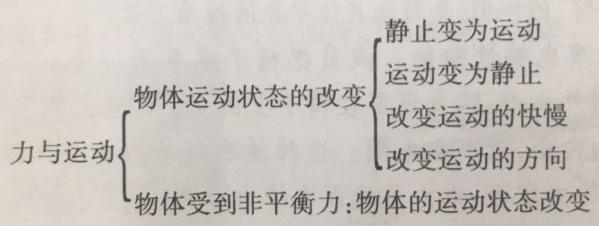 静止变为运动
运动变为静止
物体运动状态的改变
改变运动的快慢
改变运动的方向
力与运动
物体受到非平衡力:物体的运动状态改变